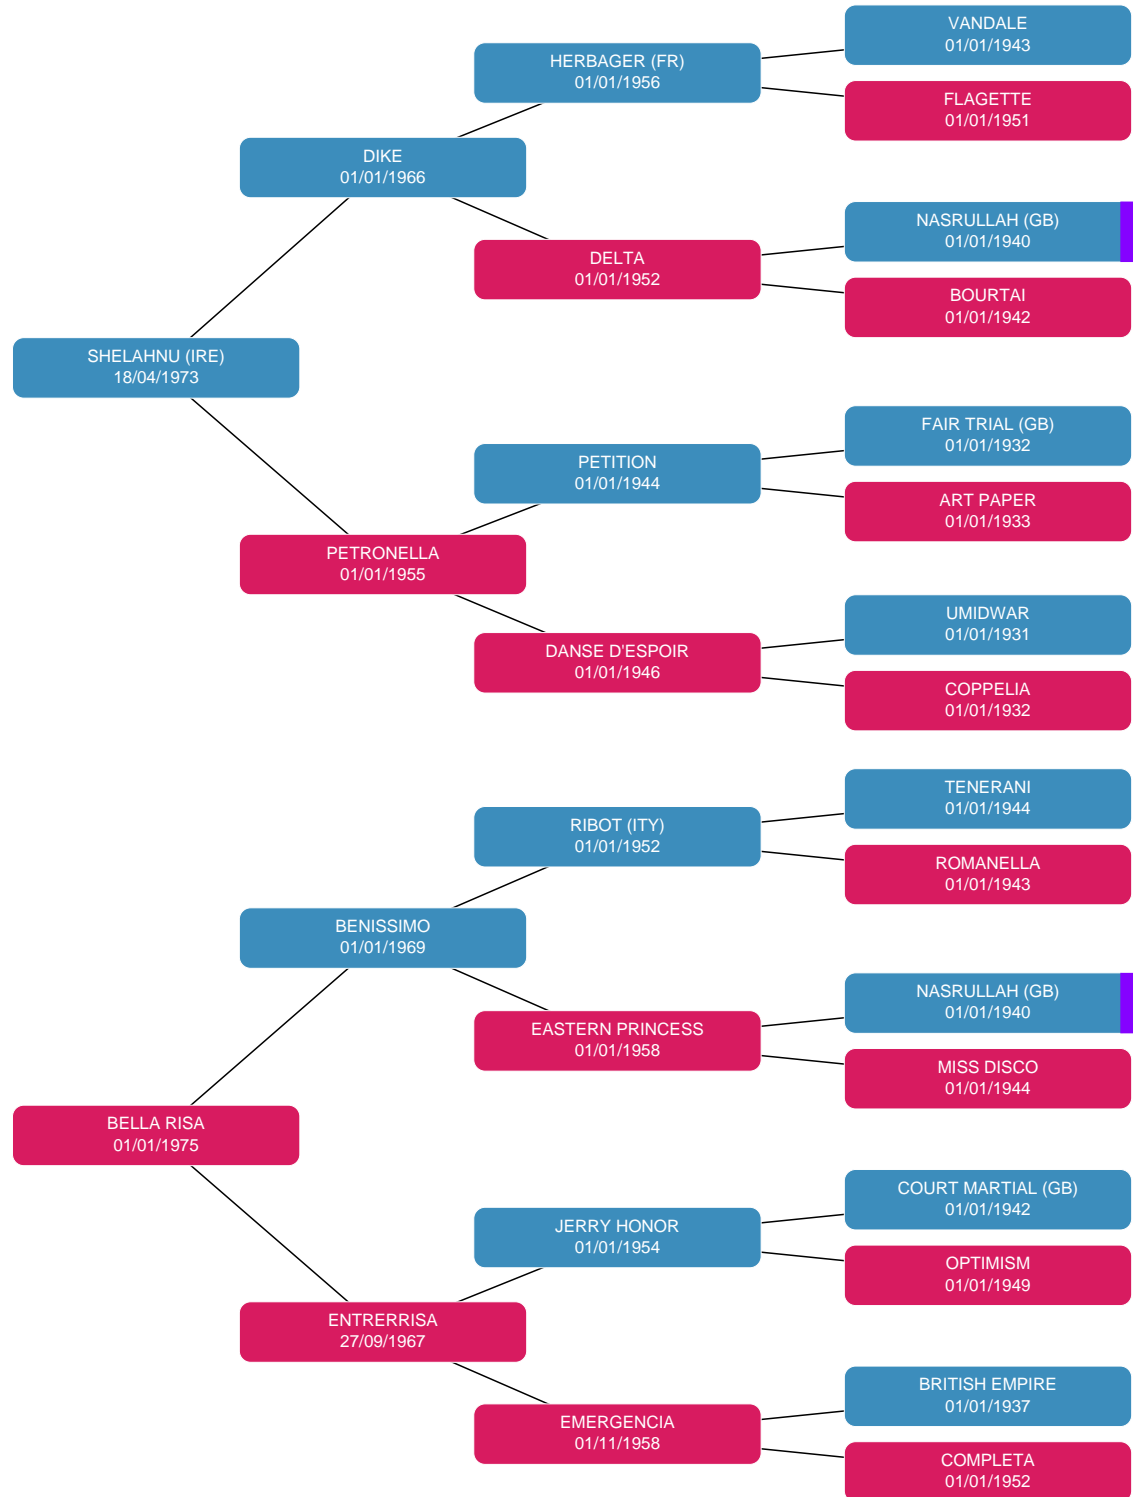 VANDALE
01/01/1943
HERBAGER (FR)
01/01/1956
FLAGETTE
01/01/1951
DIKE
01/01/1966
NASRULLAH (GB)
01/01/1940
DELTA
01/01/1952
BOURTAI
01/01/1942
SHELAHNU (IRE)
18/04/1973
FAIR TRIAL (GB)
01/01/1932
PETITION
01/01/1944
ART PAPER
01/01/1933
PETRONELLA
01/01/1955
UMIDWAR
01/01/1931
DANSE D'ESPOIR
01/01/1946
COPPELIA
01/01/1932
TENERANI
01/01/1944
RIBOT (ITY)
01/01/1952
ROMANELLA
01/01/1943
BENISSIMO
01/01/1969
NASRULLAH (GB)
01/01/1940
EASTERN PRINCESS
01/01/1958
MISS DISCO
01/01/1944
BELLA RISA
01/01/1975
COURT MARTIAL (GB)
01/01/1942
JERRY HONOR
01/01/1954
OPTIMISM
01/01/1949
ENTRERRISA
27/09/1967
BRITISH EMPIRE
01/01/1937
EMERGENCIA
01/11/1958
COMPLETA
01/01/1952